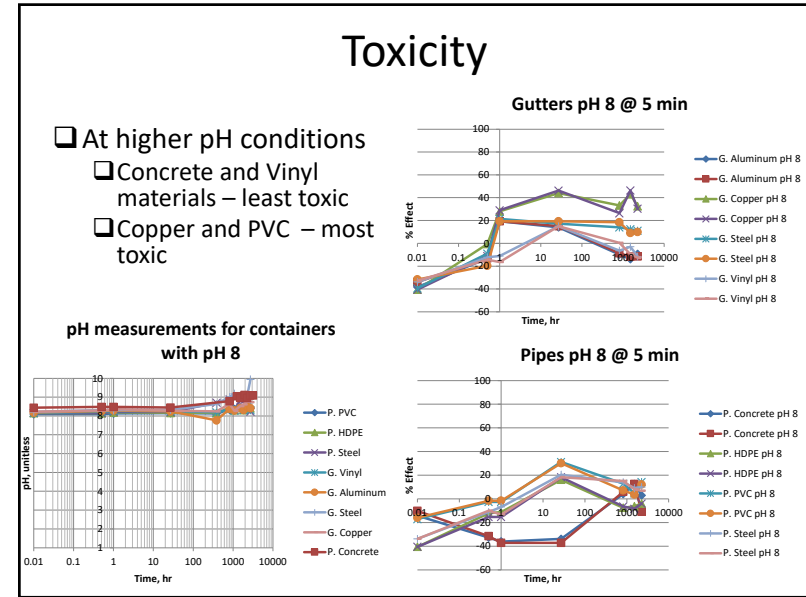 Toxicity
❑At higher pH conditions
❑Concrete and Vinyl
materials – least toxic
❑Copper and PVC – most
toxic
Gutters pH 8 @ 5 min
% Effect
100
80
60
40
20
0
-20
-40
-60
0.01
0.1
1
10
100
1000
10000
Time, hr
G. Aluminum pH 8
G. Aluminum pH 8
G. Copper pH 8
G. Copper pH 8
G. Steel pH 8
G. Steel pH 8
G. Vinyl pH 8
G. Vinyl pH 8
pH measurements for containers
with pH 8
pH, unitless
10
9
8
7
6
5
4
3
2
1
0.01
1
100
10000
Time, hr
P. PVC
P. HDPE
P. Steel
G. Vinyl
G. Aluminum
G. Steel
G. Copper
P. Concrete
Pipes pH 8 @ 5 min
% Effect
100
80
60
40
20
0
-20
-40
-60
0.01
0.1
1
10
100
1000
10000
Time, hr
P. Concrete pH 8
P. Concrete pH 8
P. HDPE pH 8
P. HDPE pH 8
P. PVC pH 8
P. PVC pH 8
P. Steel pH 8
P. Steel pH 8